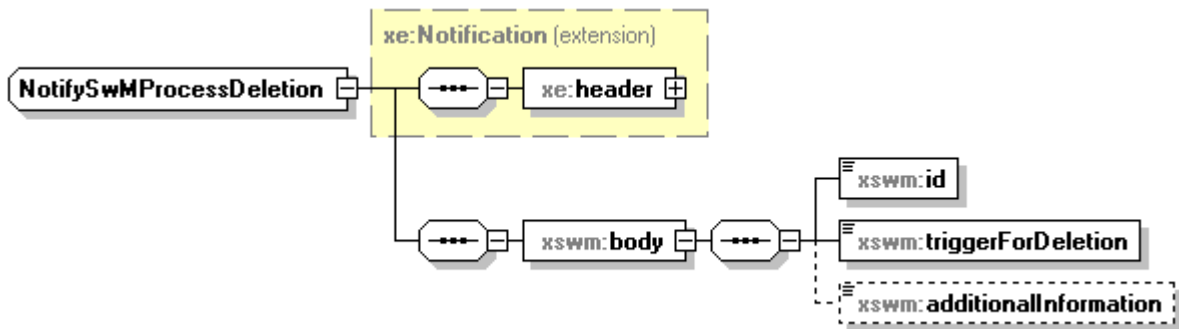 xe:Notification (extension)
NotifySwMProcessDeletion
xe:header
xswm:id
xswm:body
xswm:triggerForDeletion
xswm:additionalInformation